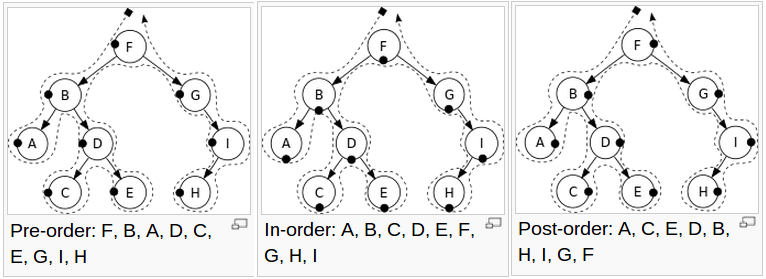 F
B
G
A
D
I
C
E
H
Pre-order: F, B, A, D, C,
E, G, I, H
F
B
G
A
D
I
C
E
H
In-order: A, B, C, D, E, F,
G, H, I
F
B
G
A
D
I
C
E
H
Post-order: A, C, E, D, B,
H, I, G, F